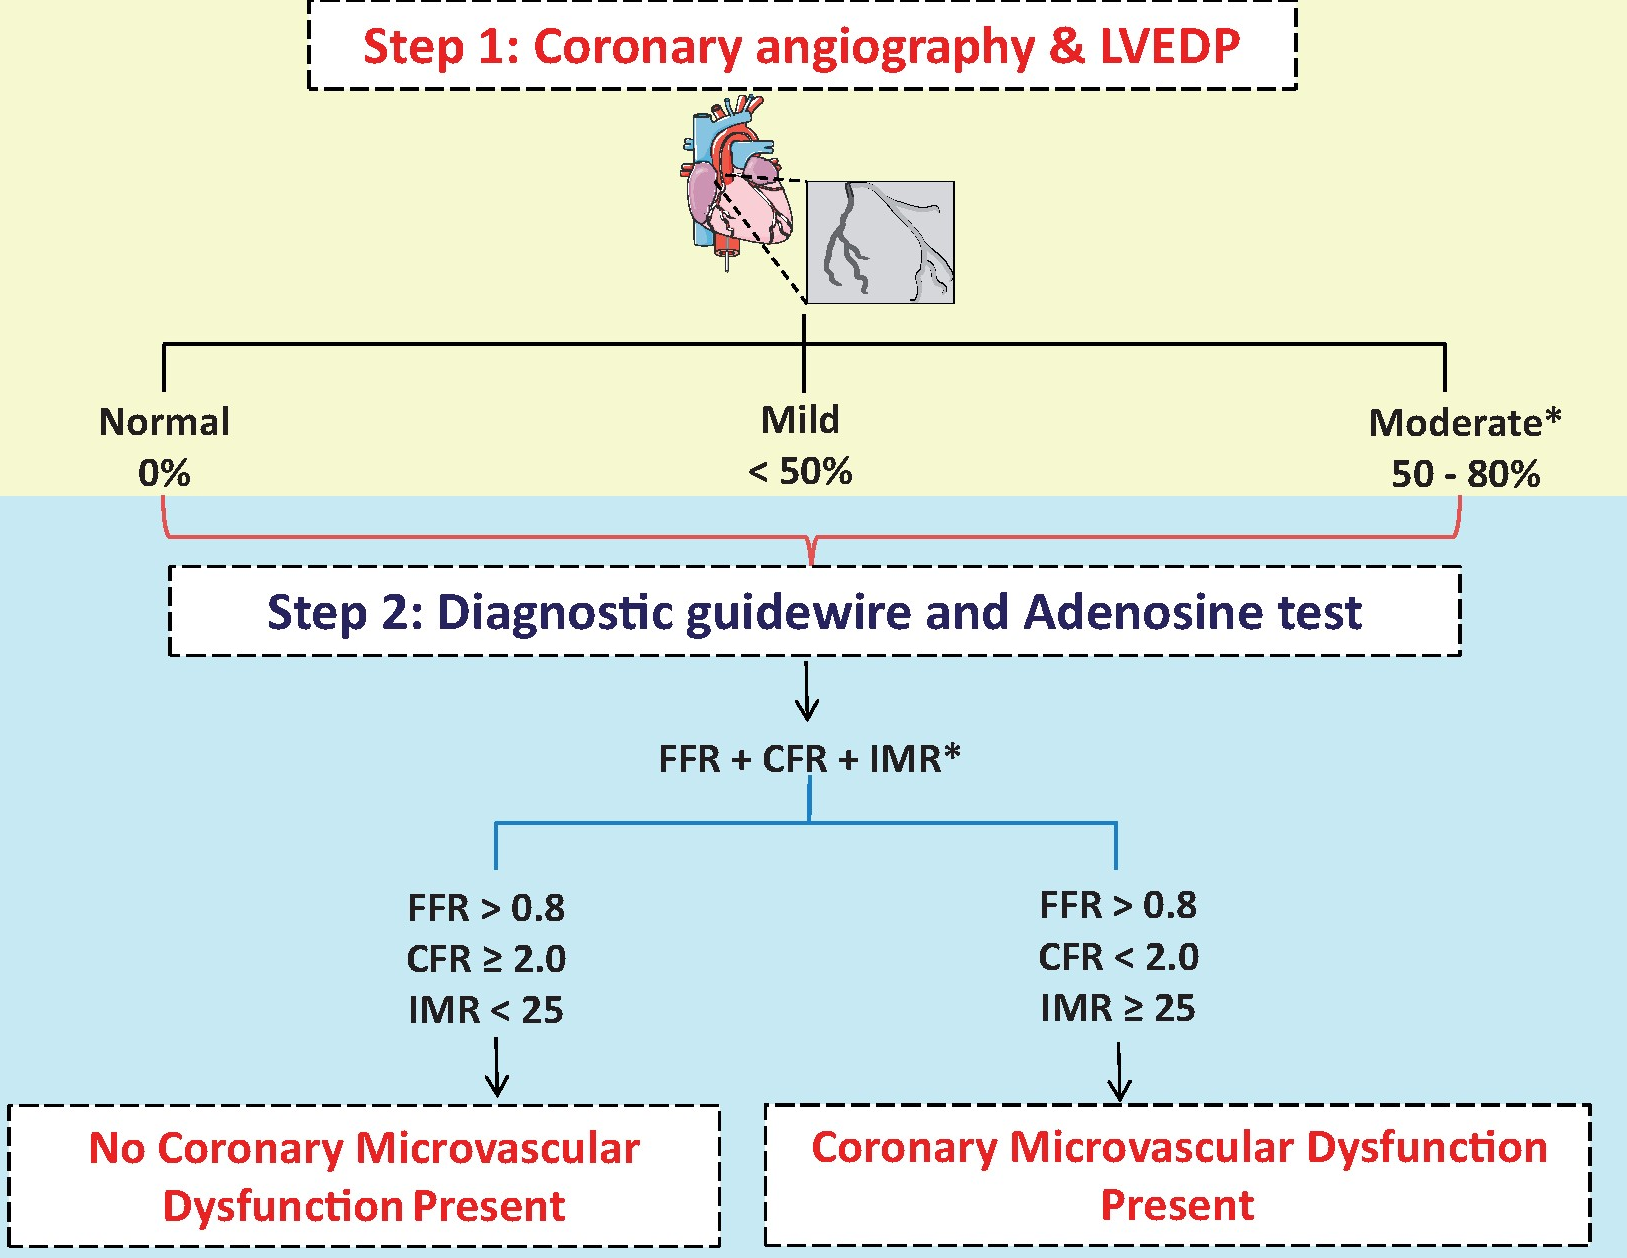 Step 1: Coronary angiography & LVEDP
Normal
0%
Mild
< 50%
Moderate*
50 - 80%
Step 2: Diagnostic guidewire and Adenosine test
FFR + CFR + IMR*
FFR > 0.8
CFR ≥ 2.0
IMR < 25
FFR > 0.8
CFR < 2.0
IMR ≥ 25
No Coronary Microvascular
Dysfunction Present
Coronary Microvascular Dysfunction
Present